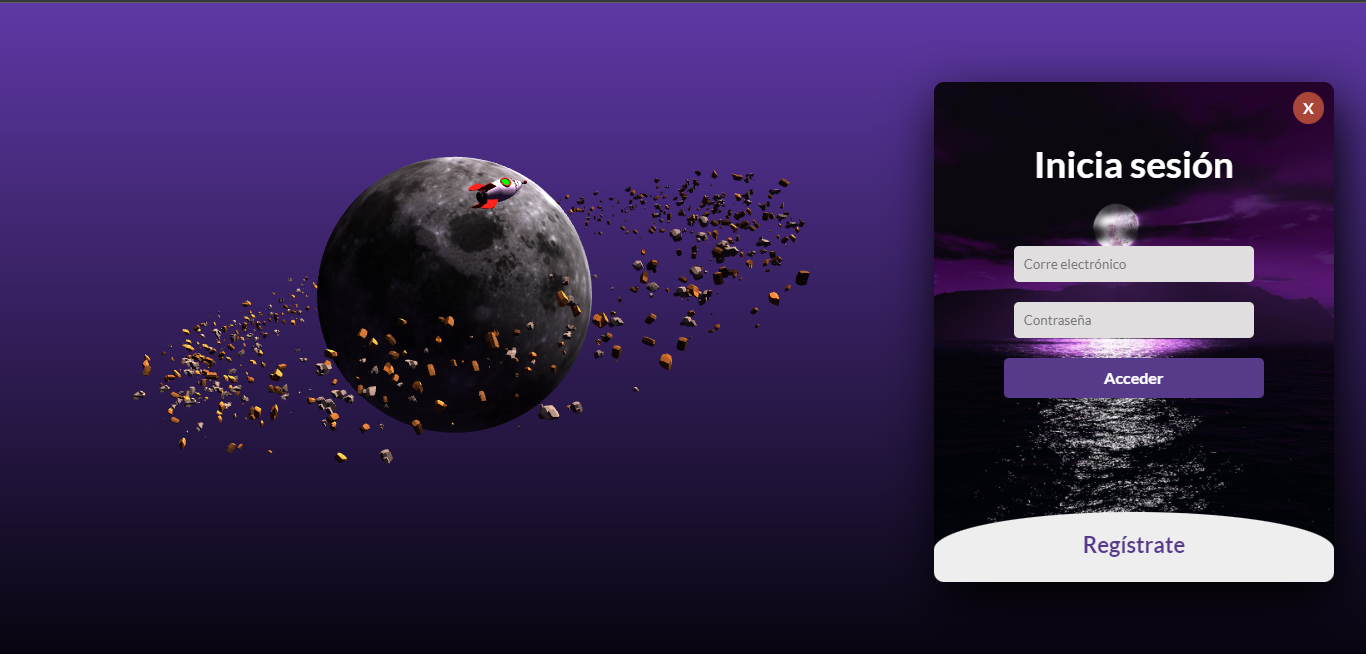 X
Inicia sesión
Corre electrónico
Contraseña
Acceder
Regístrate